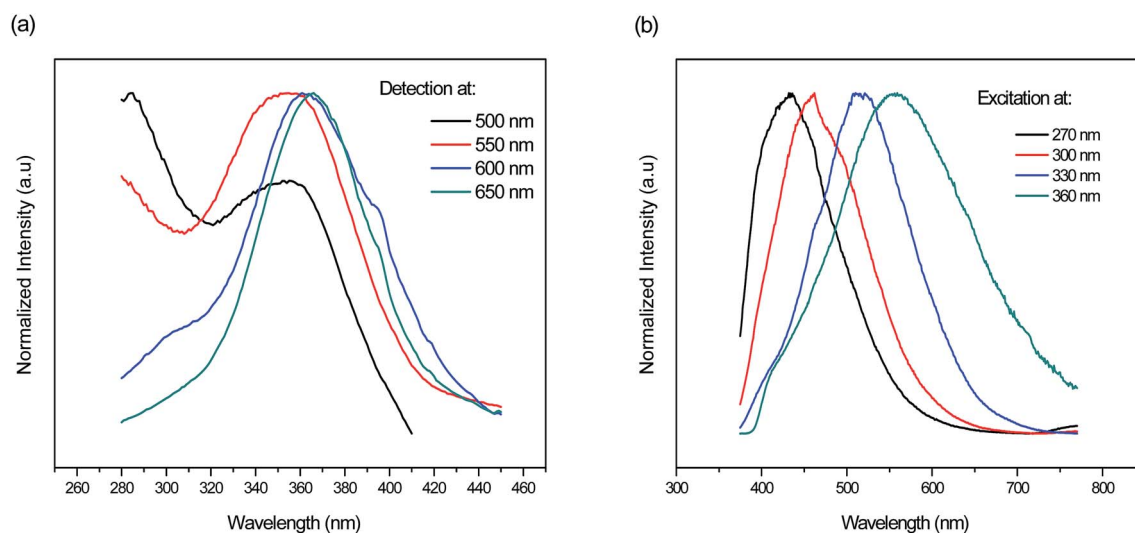 (a)
Normalized Intensity (a.u)
Detection at:
500 nm
550 nm
600 nm
650 nm
260 280 300 320 340 360 380 400 420 440 460
Wavelength (nm)
(b)
Normalized Intensity (a.u)
Excitation at:
270 nm
300 nm
330 nm
360 nm
300 400 500 600 700 800
Wavelength (nm)